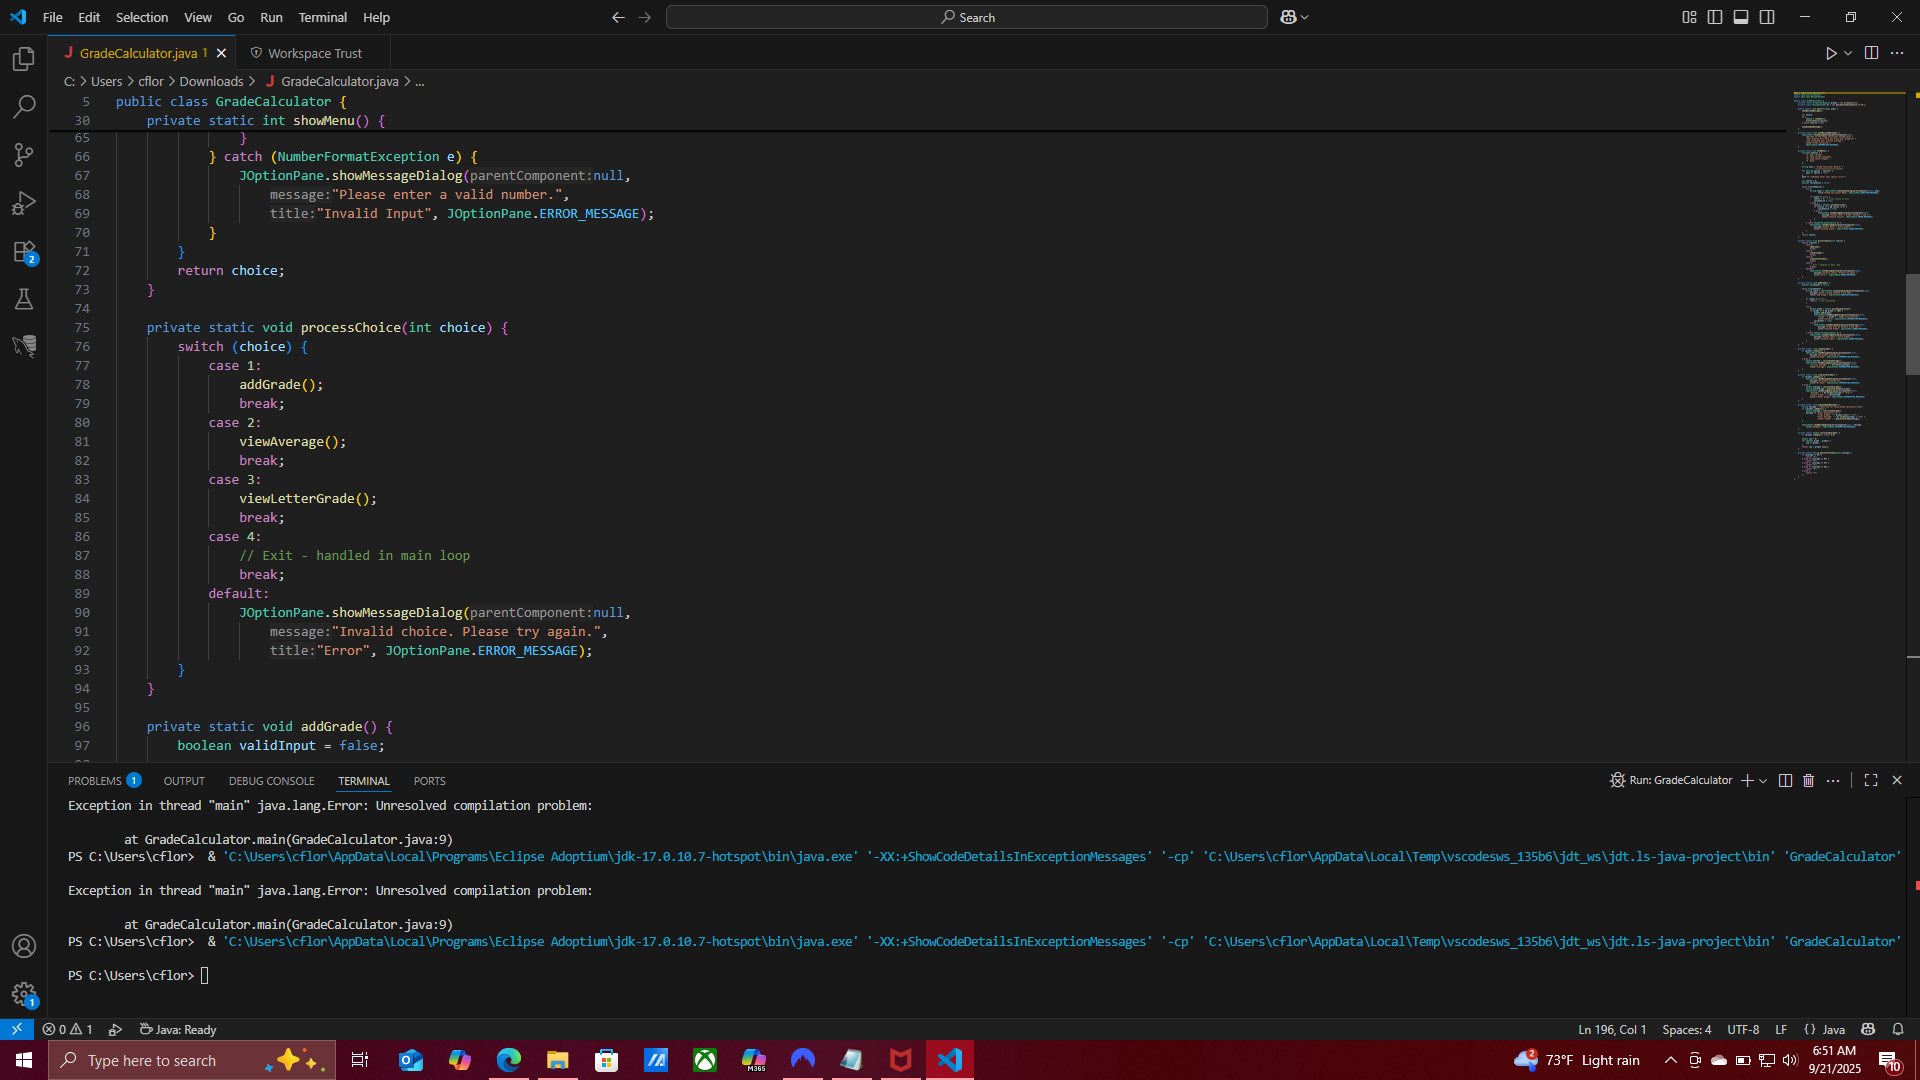 File Edit Selection View Go Run Terminal Help
Search
GradeCalculator.java 1
Workspace Trust
C: > Users > cflor > Downloads > J GradeCalculator.java > ...
5 public class GradeCalculator {
30 private static int showMenu() {
65 }
66 } catch (NumberFormatException e) {
67 JOptionPane.showMessageDialog(parentComponent:null,
68 message:"Please enter a valid number.",
69 title:"Invalid Input", JOptionPane.ERROR_MESSAGE);
70 }
71 }
72 return choice;
73 }
74
75 private static void processChoice(int choice) {
76 switch (choice) {
77 case 1:
78 addGrade();
79 break;
80 case 2:
81 viewAverage();
82 break;
83 case 3:
84 viewLetterGrade();
85 break;
86 case 4:
87 // Exit - handled in main loop
88 break;
89 default:
90 JOptionPane.showMessageDialog(parentComponent:null,
91 message:"Invalid choice. Please try again.",
92 title:"Error", JOptionPane.ERROR_MESSAGE);
93 }
94 }
95
96 private static void addGrade() {
97 boolean validInput = false;
PROBLEMS 1 OUTPUT DEBUG CONSOLE TERMINAL PORTS
Run: GradeCalculator
Exception in thread "main" java.lang.Error: Unresolved compilation problem:
at GradeCalculator.main(GradeCalculator.java:9)
PS C:\Users\cflor> & 'C:\Users\cflor\AppData\Local\Programs\Eclipse Adoptium\jdk-17.0.10.7-hotspot\bin\java.exe' '-XX:+ShowCodeDetailsInExceptionMessages' '-cp' 'C:\Users\cflor\AppData\Local\Temp\vscodesws_135b6\jdt_ws\jdt.ls-java-project\bin' 'GradeCalculator'
Exception in thread "main" java.lang.Error: Unresolved compilation problem:
at GradeCalculator.main(GradeCalculator.java:9)
PS C:\Users\cflor> & 'C:\Users\cflor\AppData\Local\Programs\Eclipse Adoptium\jdk-17.0.10.7-hotspot\bin\java.exe' '-XX:+ShowCodeDetailsInExceptionMessages' '-cp' 'C:\Users\cflor\AppData\Local\Temp\vscodesws_135b6\jdt_ws\jdt.ls-java-project\bin' 'GradeCalculator'
PS C:\Users\cflor>
2
1
0 1 Java: Ready
Ln 196, Col 1 Spaces: 4 UTF-8 LF {} Java
Type here to search
M365
2 73°F Light rain
6:51 AM
9/21/2025
10